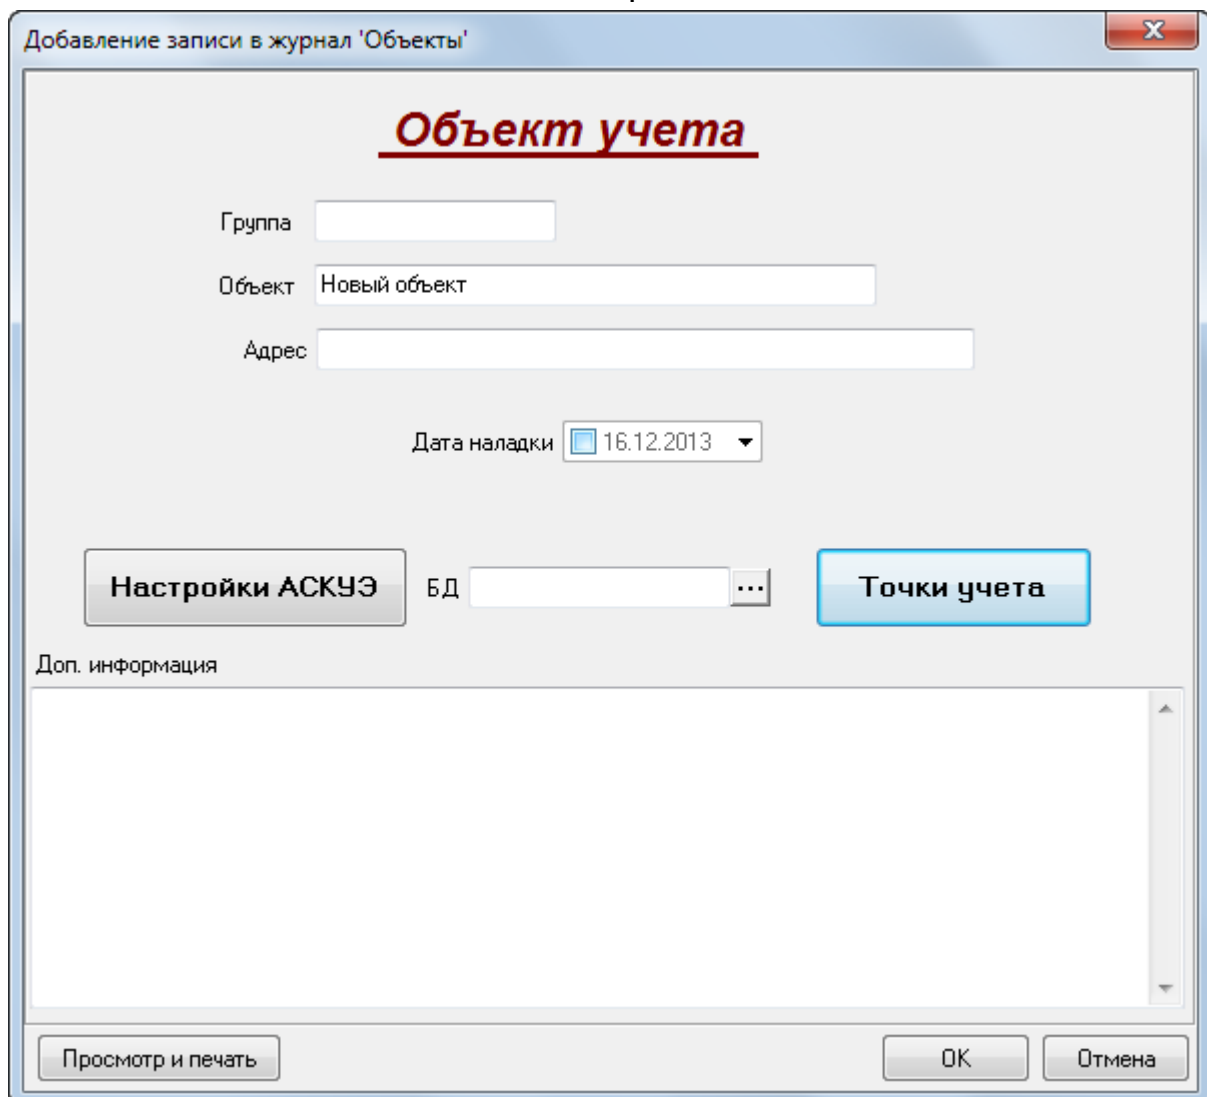 Добавление записи в журнал 'Объекты'
Объект учета
Группа
Объект Новый объект
Адрес
Дата наладки 16.12.2013
Настройки АСКУЭ БД ... Точки учета
Доп. информация
Просмотр и печать OK Отмена